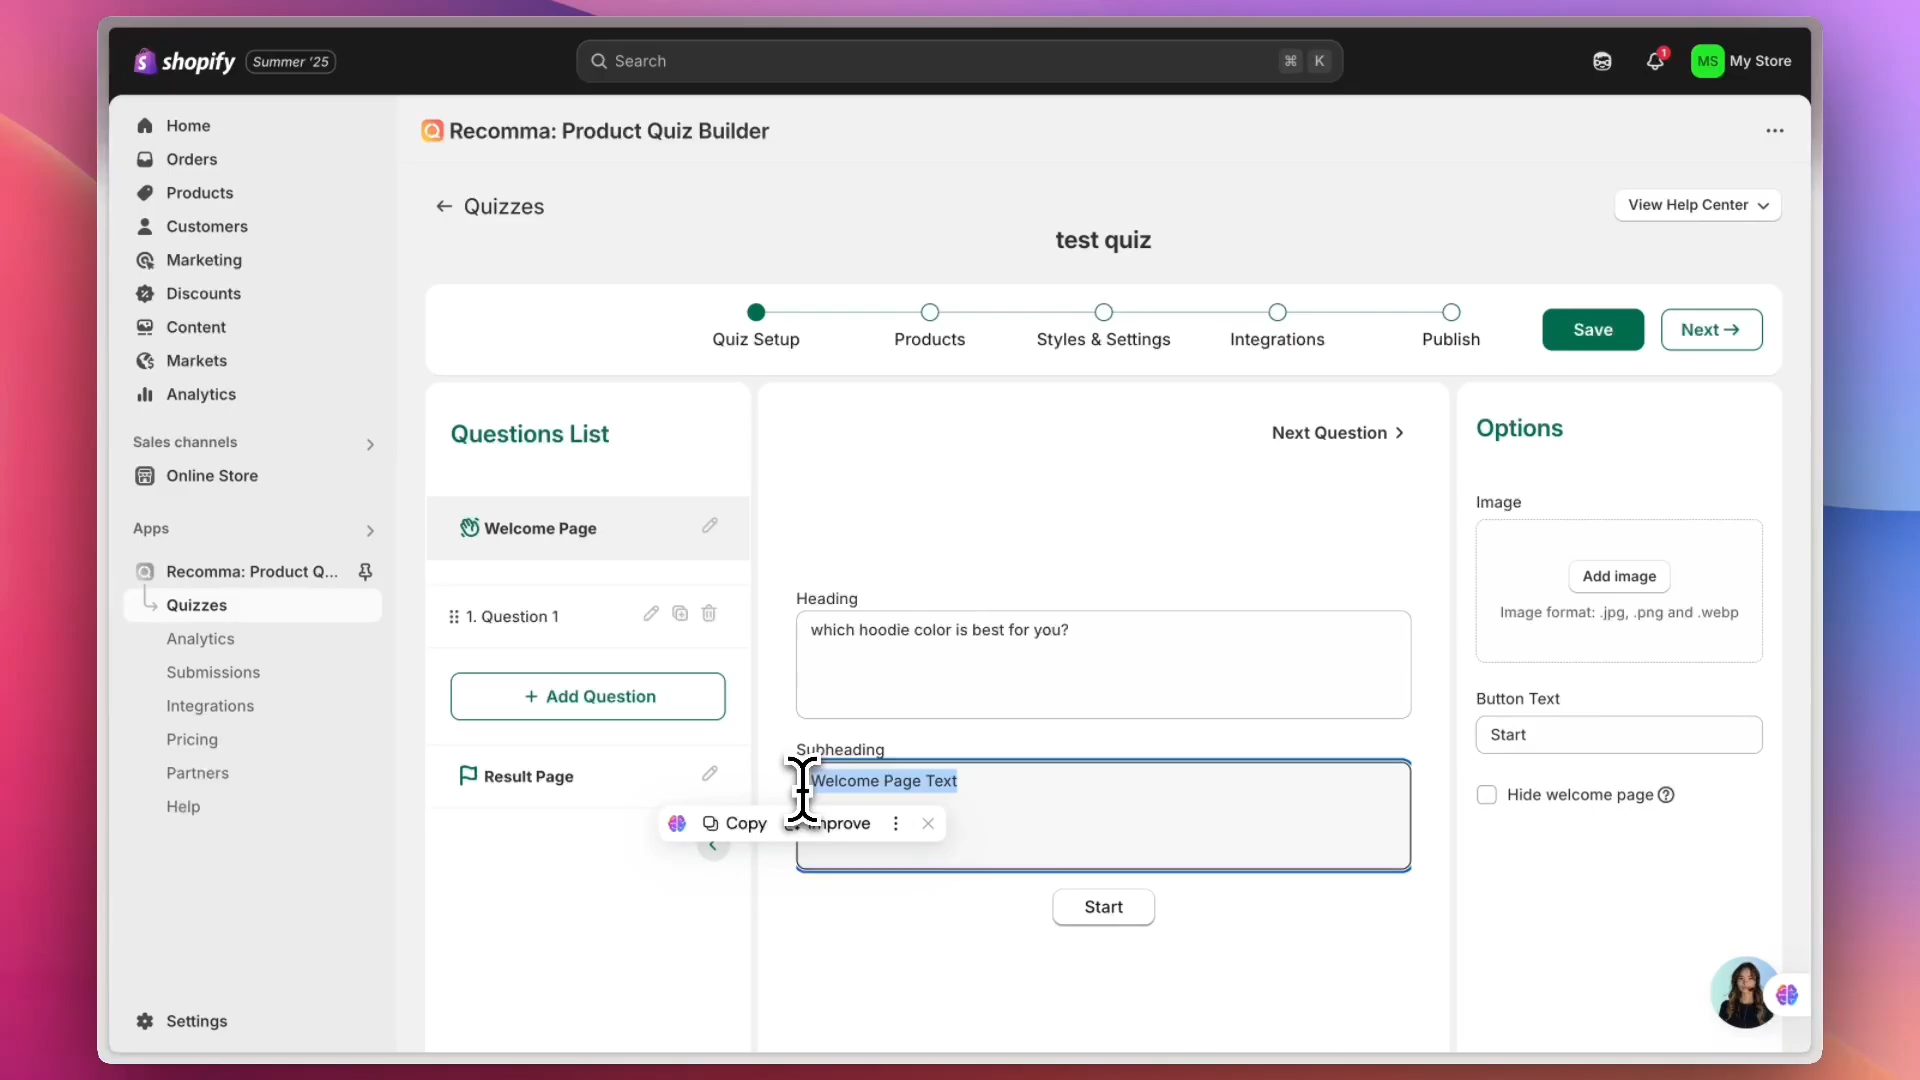 shopify Summer '25
Search ⌘ K
1
MS My Store
Home
Orders
Products
Customers
Marketing
Discounts
Content
Markets
Analytics
Sales channels
Online Store
Apps
Recomma: Product Q...
Quizzes
Analytics
Submissions
Integrations
Pricing
Partners
Help
Settings
Recomma: Product Quiz Builder
Quizzes
View Help Center
test quiz
Quiz Setup
Products
Styles & Settings
Integrations
Publish
Save
Next
Questions List
Welcome Page
1. Question 1
+ Add Question
Result Page
Next Question
Heading
which hoodie color is best for you?
Subheading
Welcome Page Text
Copy Improve
Start
Options
Image
Add image
Image format: .jpg, .png and .webp
Button Text
Start
Hide welcome page